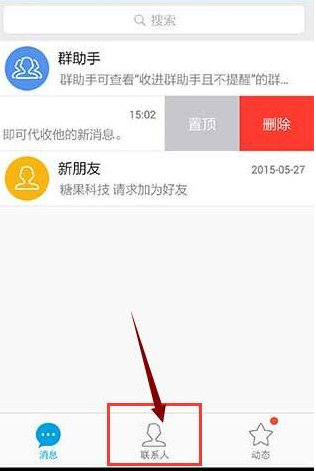 搜索
群助手
群助手可查看“收进群助手且不提醒”的群...
15:02
即可代收他的新消息。
置顶
删除
新朋友
2015-05-27
糖果科技 请求加为好友
消息
联系人
动态